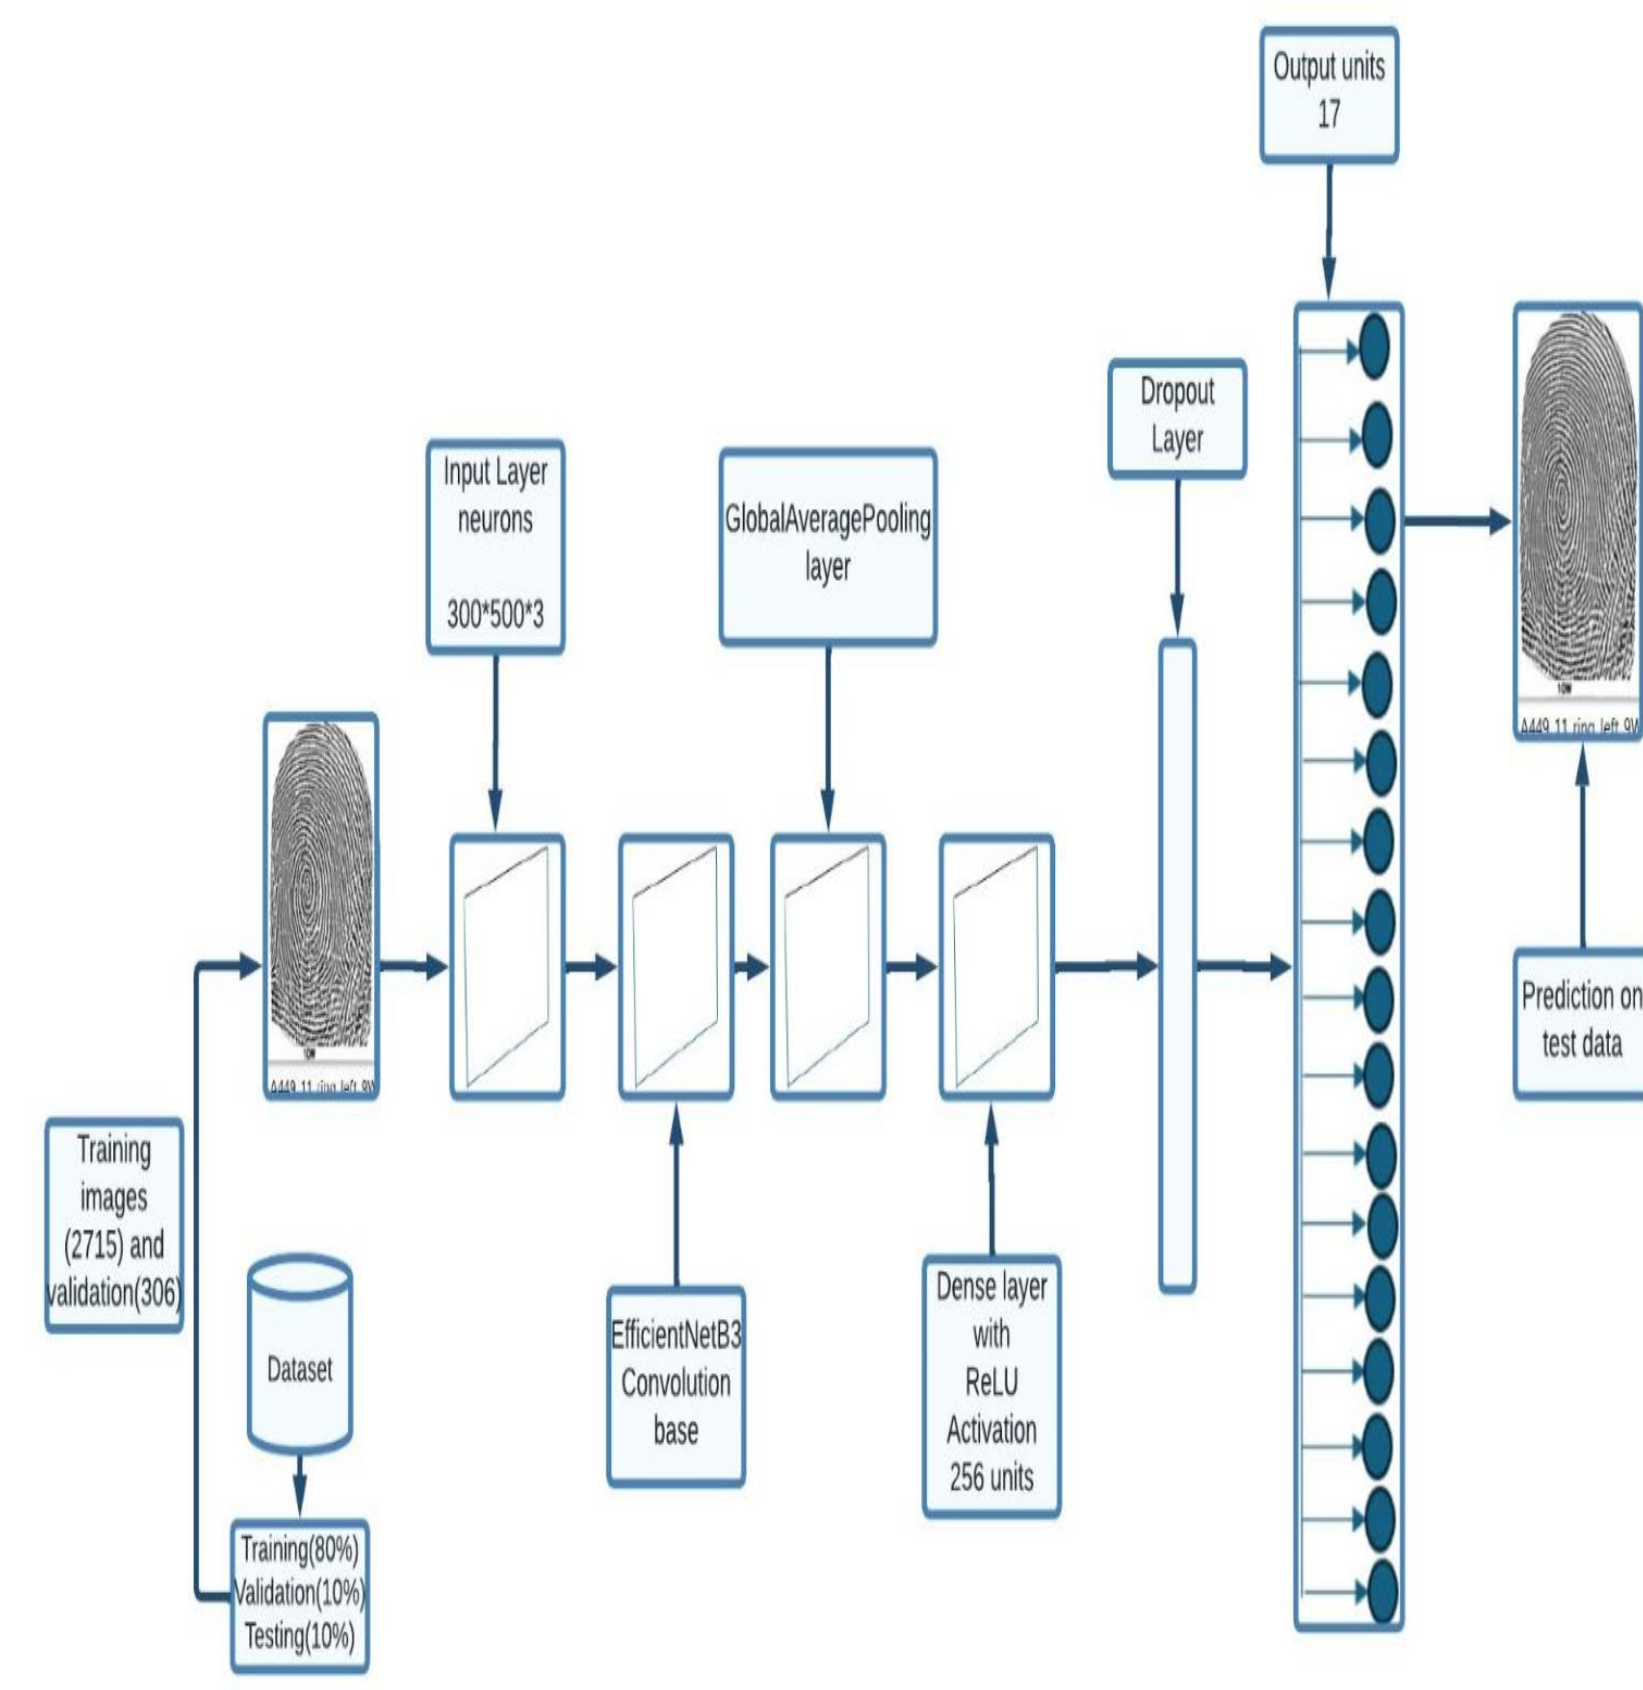 Output units
17
Dropout
Layer
Input Layer
neurons
300*500*3
GlobalAveragePooling
layer
A449_11_ring_left_9W
Prediction on
test data
A449_11_ring_left_9W
Training
images
(2715) and
validation(306)
Dataset
Training(80%)
Validation(10%)
Testing(10%)
EfficientNetB3
Convolution
base
Dense layer
with
ReLU
Activation
256 units